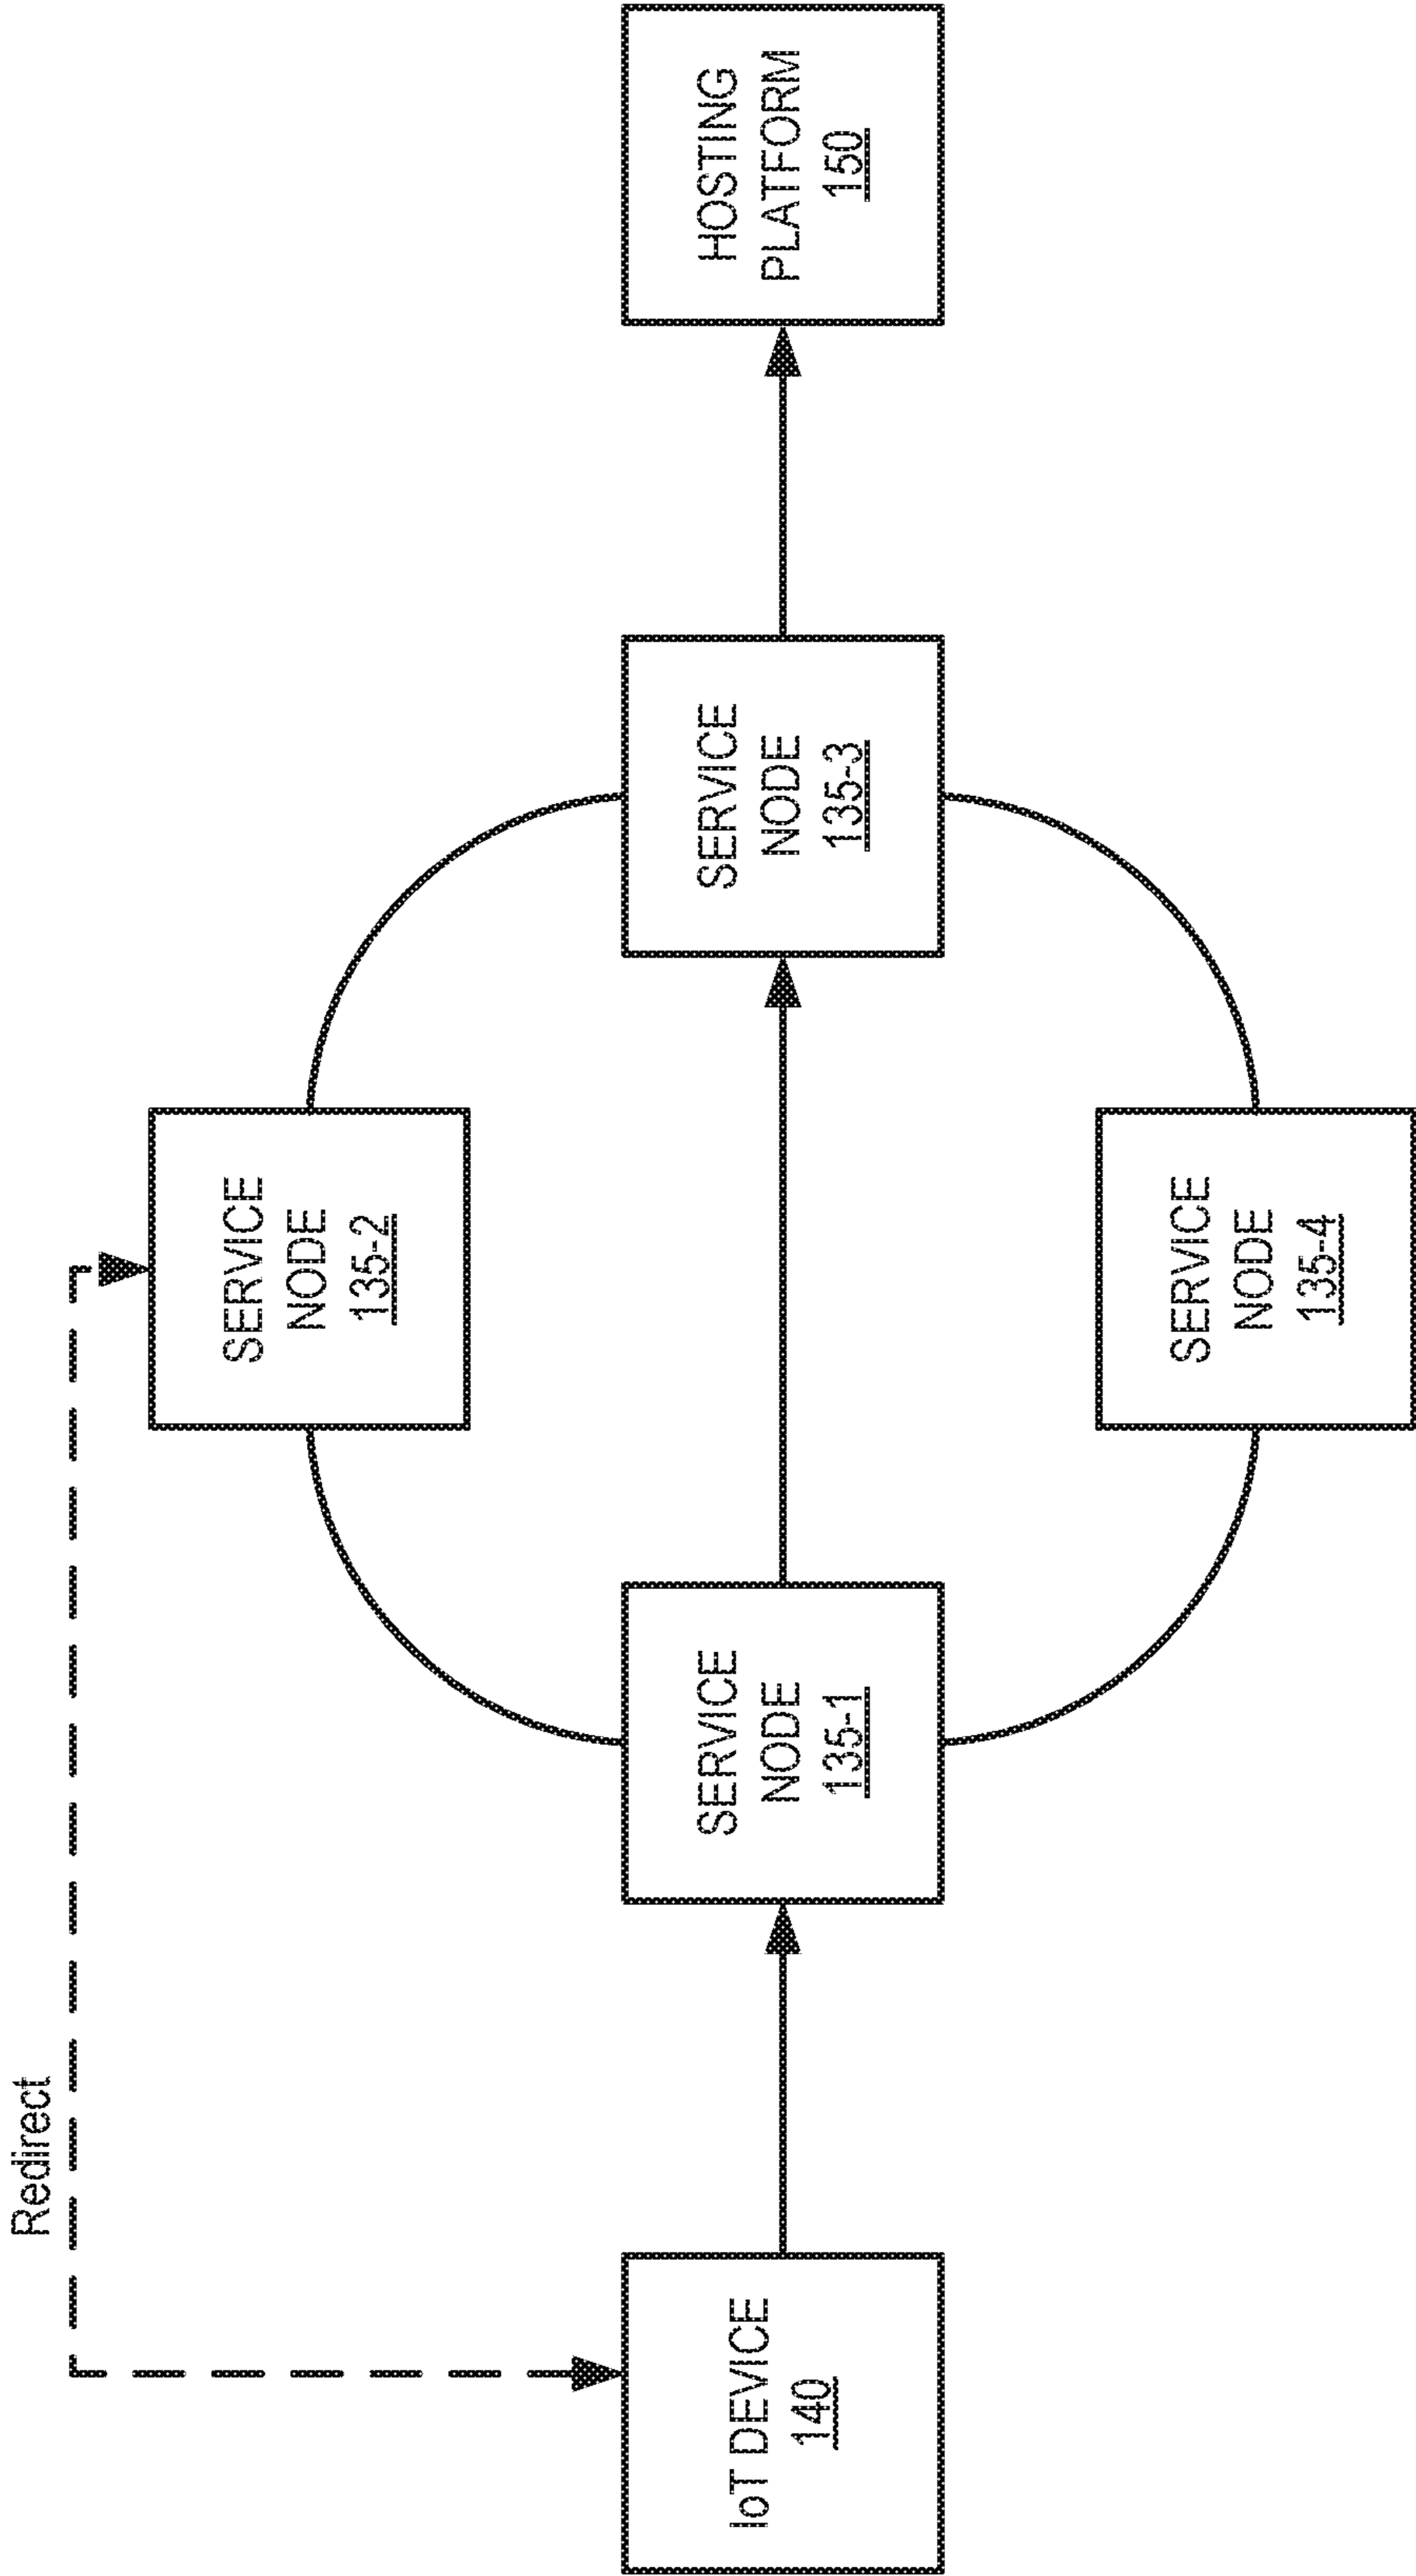 Redirect
SERVICE
NODE
135-2
IoT DEVICE
140
SERVICE
NODE
135-1
SERVICE
NODE
135-3
HOSTING
PLATFORM
150
SERVICE
NODE
135-4